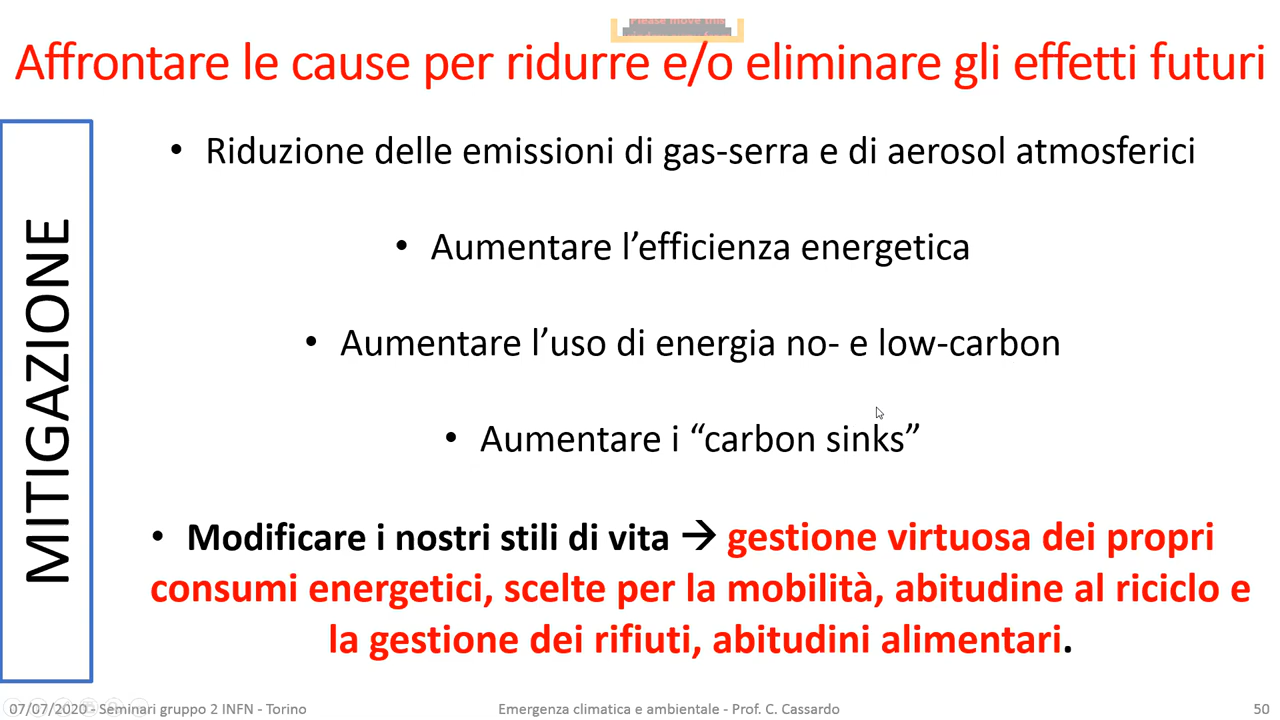 Please move this
Affrontare le cause per ridurre e/o eliminare gli effetti futuri
MITIGAZIONE
• Riduzione delle emissioni di gas-serra e di aerosol atmosferici
• Aumentare l’efficienza energetica
• Aumentare l’uso di energia no- e low-carbon
• Aumentare i “carbon sinks”
• Modificare i nostri stili di vita → gestione virtuosa dei propri
consumi energetici, scelte per la mobilità, abitudine al riciclo e
la gestione dei rifiuti, abitudini alimentari.
07/07/2020 - Seminari gruppo 2 INFN - Torino
Emergenza climatica e ambientale - Prof. C. Cassardo
50